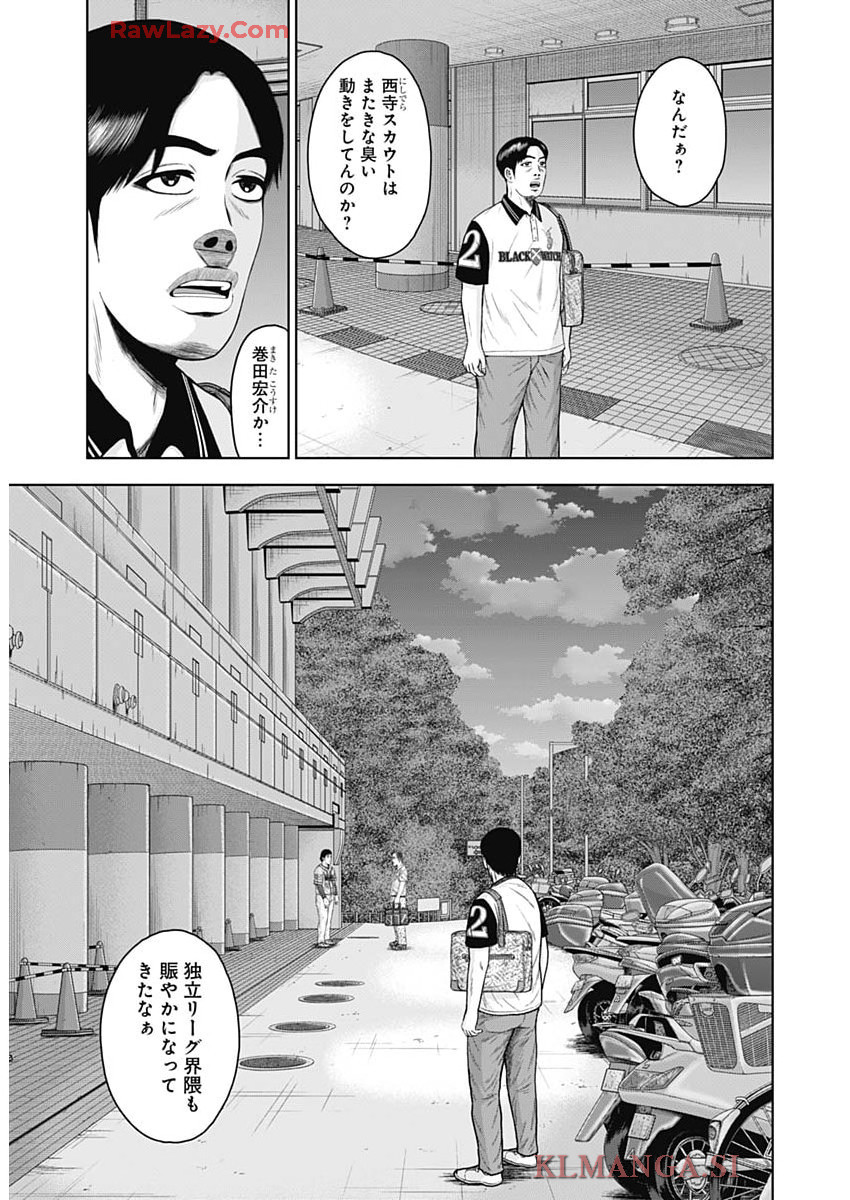 RawLazy.Com
なんだぁ？
西寺スカウトは
にしでら
またきな臭い
動きをしてんのか？
2
BLACK WATCH
巻田宏介か…
まきたこうすけ
独立リーグ界隈も
賑やかになって
きたなぁ
2
KLMANGA.SI